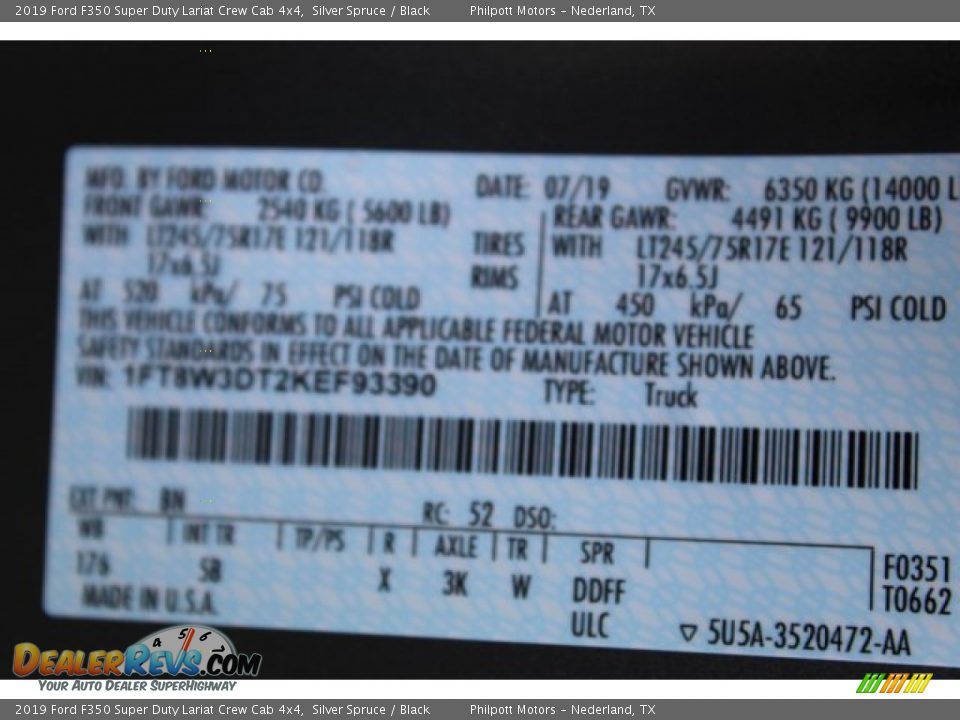 2019 Ford F350 Super Duty Lariat Crew Cab 4x4, Silver Spruce / Black Philpott Motors – Nederland, TX
MFD. BY FORD MOTOR CO.
DATE: 07/19 GVWR: 6350 KG (14000 L
FRONT GAWR: 2540 KG ( 5600 LB) REAR GAWR: 4491 KG ( 9900 LB)
WITH LT245/75R17E 121/118R TIRES WITH LT245/75R17E 121/118R
17x6.5J RIMS 17x6.5J
AT 520 kPa/ 75 PSI COLD AT 450 kPa/ 65 PSI COLD
THIS VEHICLE CONFORMS TO ALL APPLICABLE FEDERAL MOTOR VEHICLE
SAFETY STANDARDS IN EFFECT ON THE DATE OF MANUFACTURE SHOWN ABOVE.
VIN: 1FT8W3DT2KEF93390 TYPE: Truck
EXT PNT: BN RC: 52 DSO:
WB INT TR TP/PS R AXLE TR SPR F0351
176 SB X 3K W DDFF T0662
MADE IN U.S.A. ULC ▽ 5U5A-3520472-AA
4 5 6
DEALERREVS.COM
YOUR AUTO DEALER SUPERHIGHWAY
2019 Ford F350 Super Duty Lariat Crew Cab 4x4, Silver Spruce / Black Philpott Motors – Nederland, TX